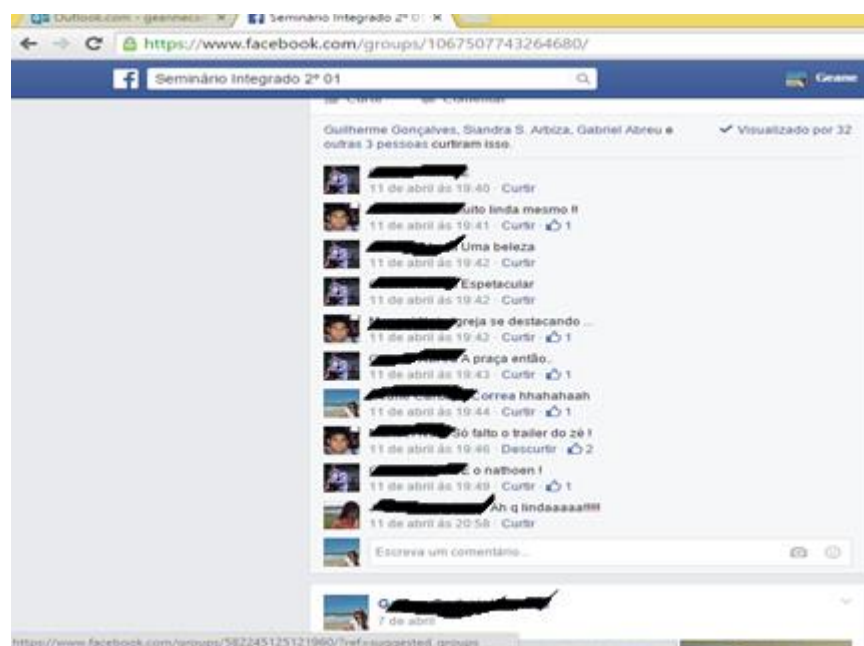 Outlook.com - geannecs
Seminário Integrado 2º 01
https://www.facebook.com/groups/1067507743264680/
Seminário Integrado 2º 01
Geane
Curtir Comentar
Guilherme Gonçalves, Siandra S. Arbiza, Gabriel Abreu e
outras 3 pessoas curtiram isso.
Visualizado por 32
11 de abril às 19:40 · Curtir
uito linda mesmo !!
11 de abril às 19:41 · Curtir · 1
Uma beleza
11 de abril às 19:42 · Curtir
Espetacular
11 de abril às 19:42 · Curtir
greja se destacando ...
11 de abril às 19:42 · Curtir · 1
A praça então..
11 de abril às 19:43 · Curtir · 1
Correa hhahahaah
11 de abril às 19:44 · Curtir · 1
Só falto o trailer do zé !
11 de abril às 19:46 · Descurtir · 2
E o nathoen !
11 de abril às 19:49 · Curtir · 1
Ah q lindaaaaa!!!!!
11 de abril às 20:58 · Curtir
Escreva um comentário...
7 de abril
https://www.facebook.com/groups/582245125121960/?ref=suggested_groups